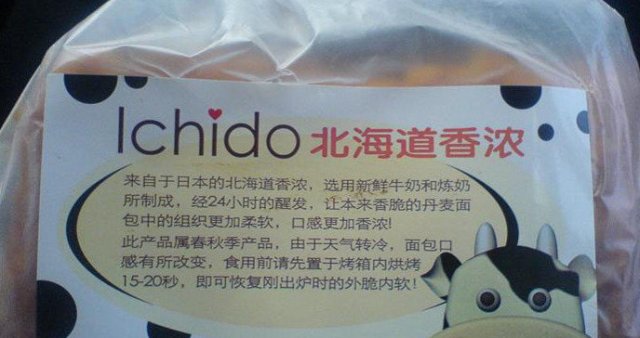 Ichido 北海道香浓
来自于日本的北海道香浓，选用新鲜牛奶和炼奶
所制成，经24小时的醒发，让本来香脆的丹麦面
包中的组织更加柔软，口感更加香浓!
此产品属春秋季产品，由于天气转冷，面包口
感有所改变，食用前请先置于烤箱内烘烤
15-20秒，即可恢复刚出炉时的外脆内软!